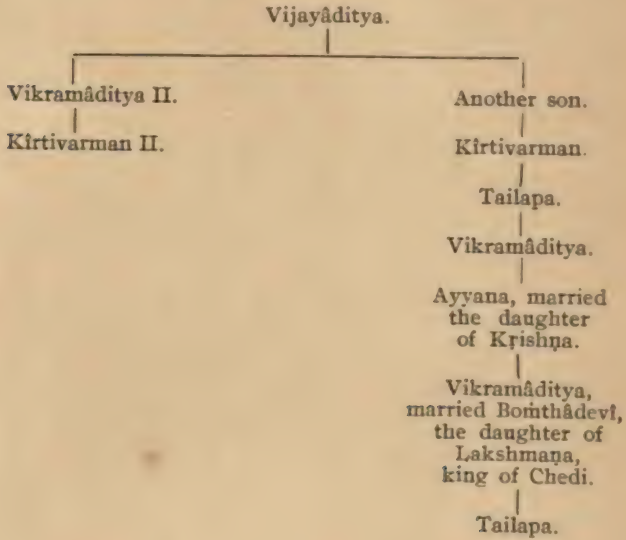 Vijayâditya.
Vikramâditya II.
Another son.
Kîrtivarman II.
Kîrtivarman.
Tailapa.
Vikramâditya.
Ayyana, married
the daughter
of Kṛishṇa.
Vikramâditya,
married Boṁthâdevî,
the daughter of
Lakshmaṇa,
king of Chedi.
Tailapa.